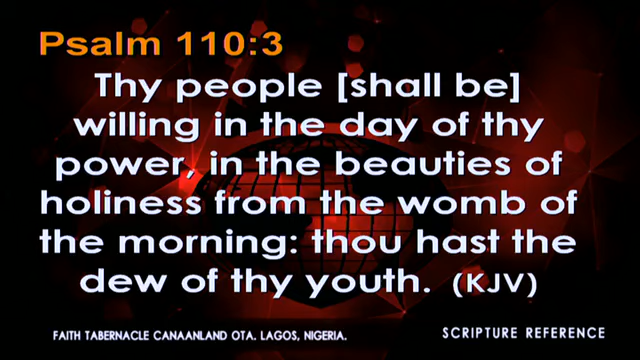 Psalm 110:3
Thy people [shall be]
willing in the day of thy
power, in the beauties of
holiness from the womb of
the morning: thou hast the
dew of thy youth. (KJV)
FAITH TABERNACLE CANAANLAND OTA. LAGOS, NIGERIA.
SCRIPTURE REFERENCE